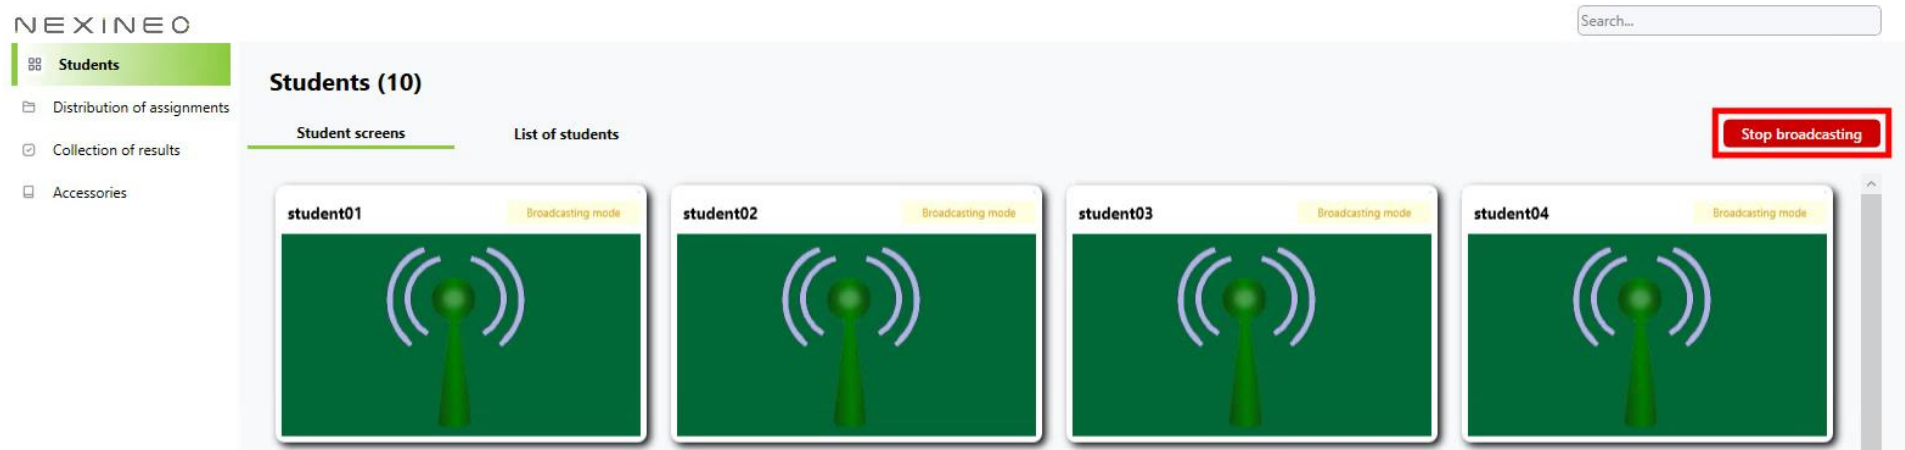 NEXINEO
Search...
Students
Distribution of assignments
Collection of results
Accessories
Students (10)
Student screens
List of students
Stop broadcasting
student01
Broadcasting mode
student02
Broadcasting mode
student03
Broadcasting mode
student04
Broadcasting mode